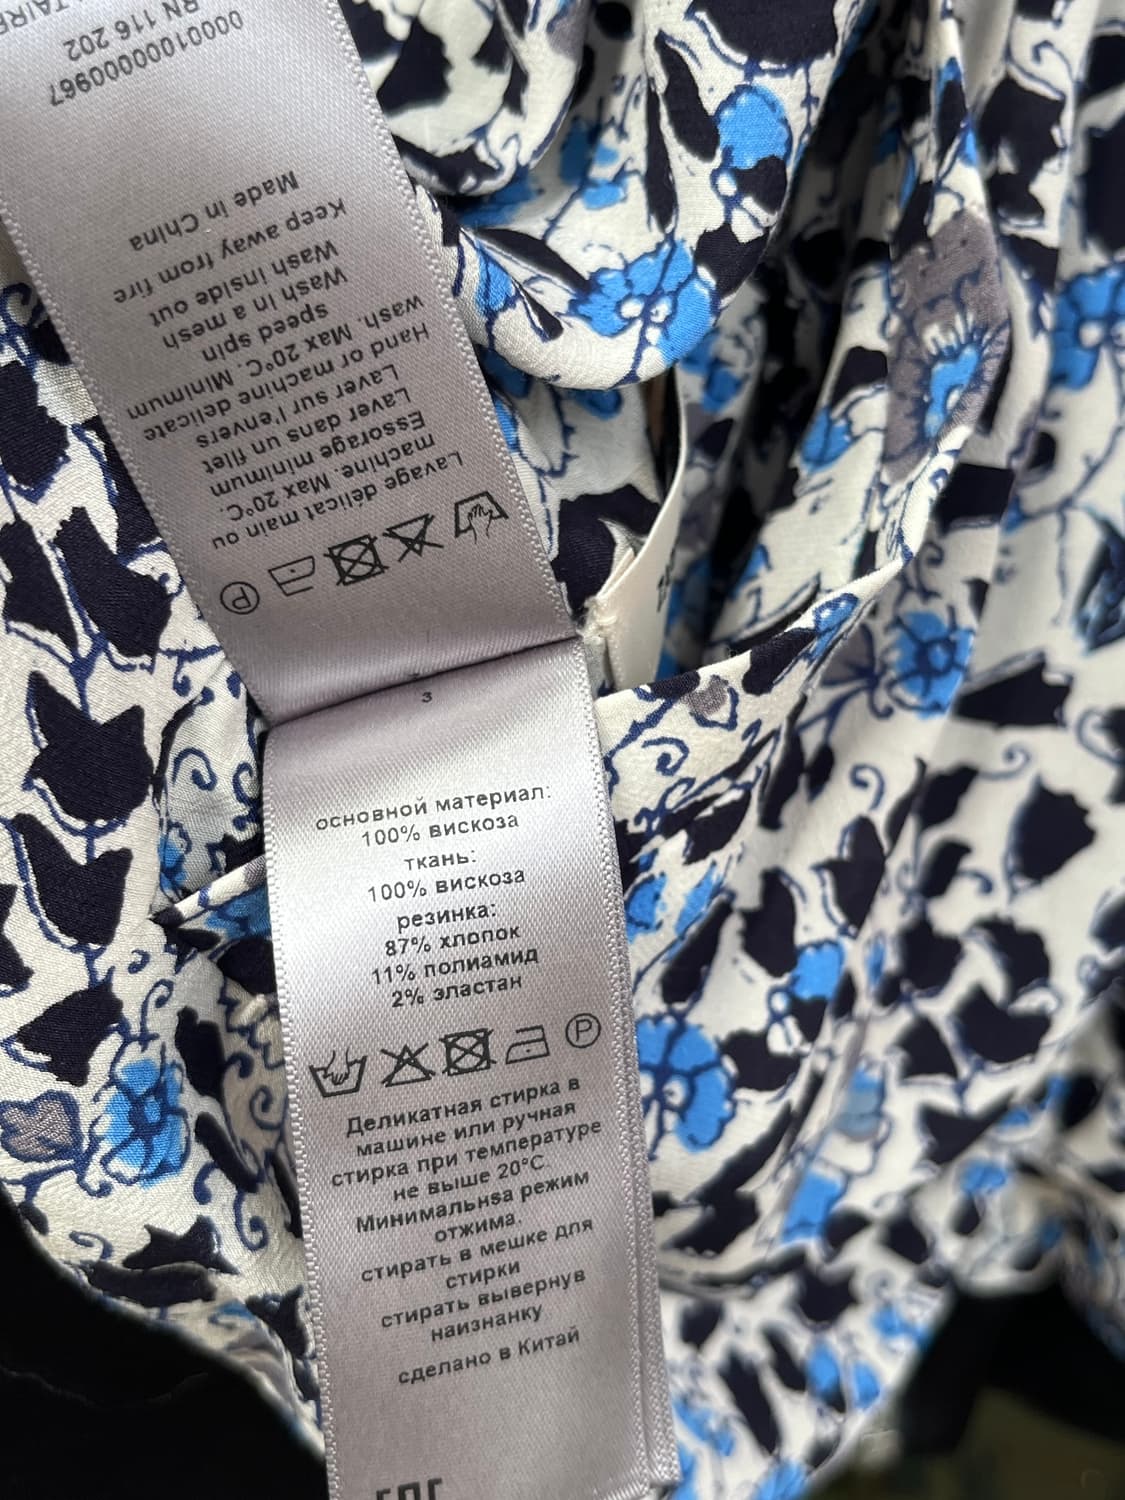 Lavage délicat main ou
machine. Max 20°C.
Essorage minimum
Laver dans un filet
Laver sur l'envers
Hand or machine délicate
wash. Max 20°C. Minimum
speed spin
Wash in a mesh
Wash inside out
Keep away from fire
Made in China
0000100000967
RN 116 202
3
основной материал:
100% вискоза
ткань:
100% вискоза
резинка:
87% хлопок
11% полиамид
2% эластан
P
Деликатная стирка в
машине или ручная
стирка при температуре
не выше 20°C.
Минимальнsя режим
отжима.
стирать в мешке для
стирки
стирать вывернув
наизнанку
сделано в Китай